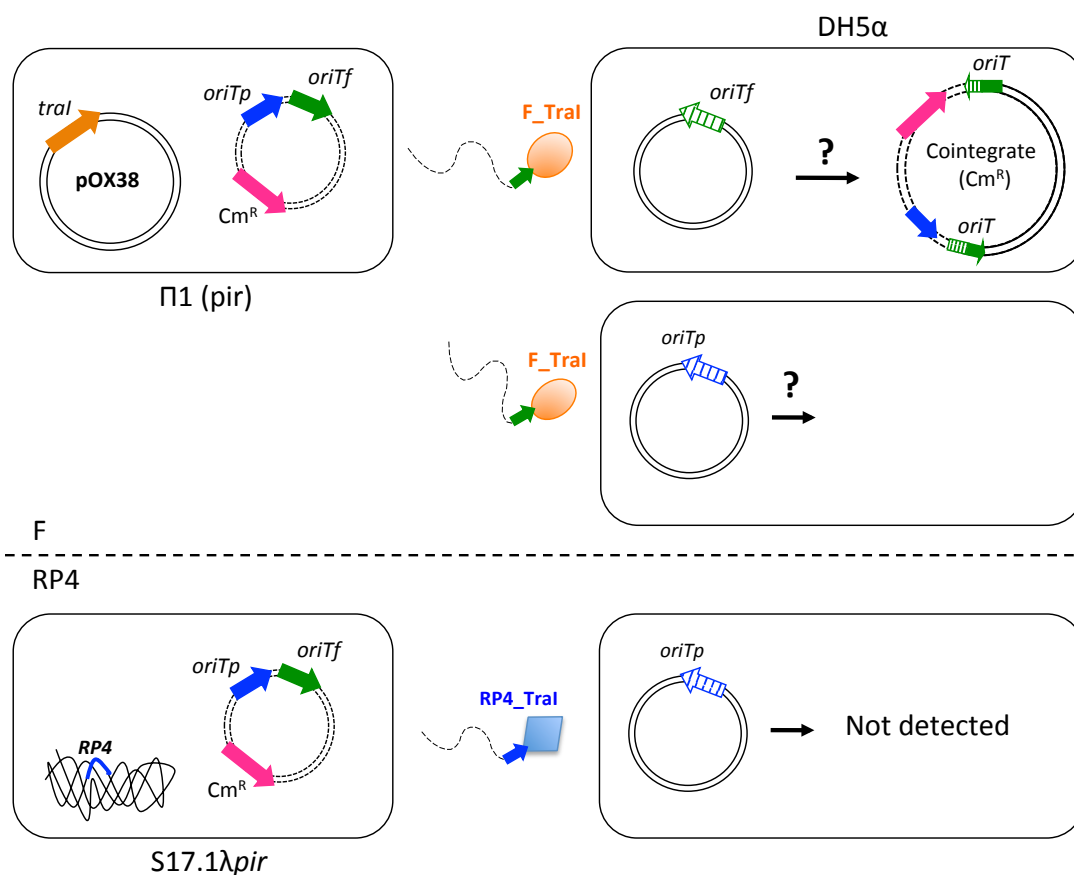 DH5α
traI
pOX38
oriTp
oriTf
CmR
Π1 (pir)
F_TraI
oriTf
?
oriT
Cointegrate
(CmR)
oriT
F_TraI
oriTp
?
F
RP4
RP4
oriTp
oriTf
CmR
S17.1λpir
RP4_TraI
oriTp
Not detected